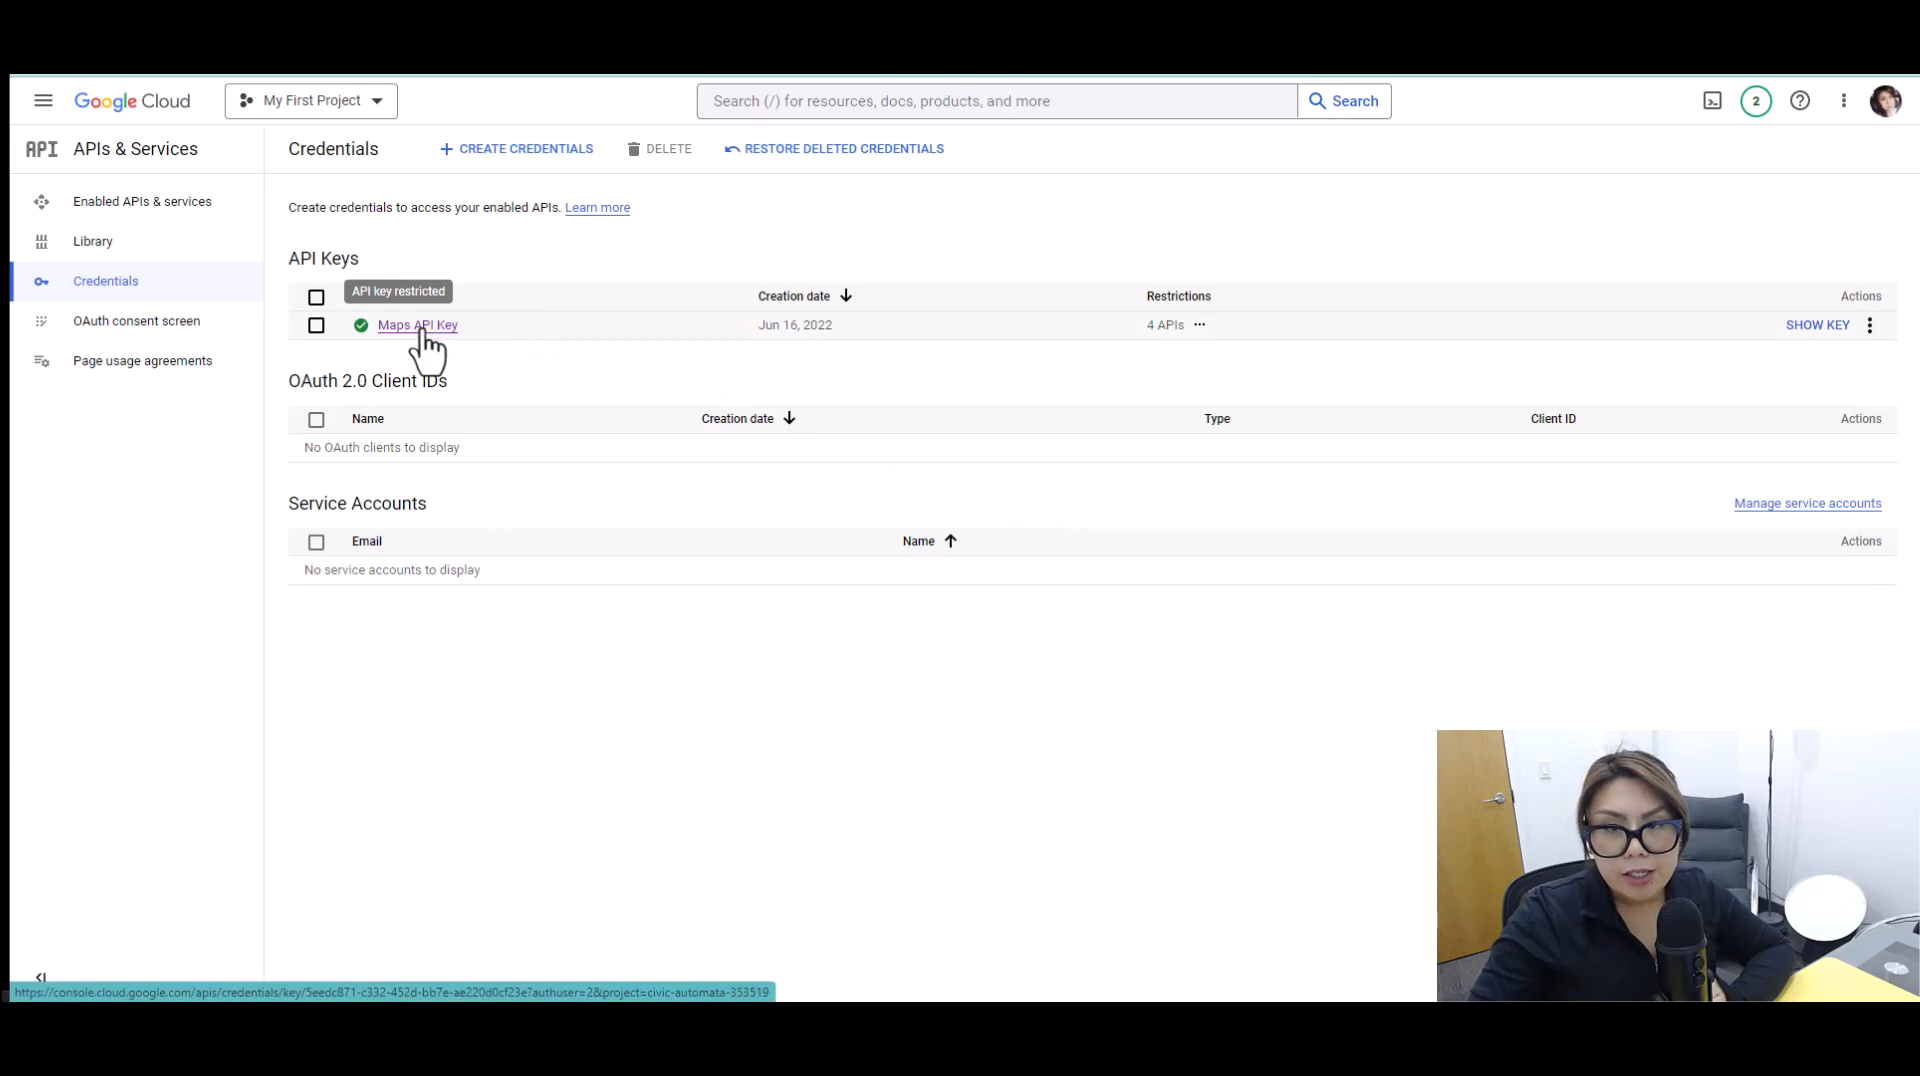 Google Cloud
My First Project
Search (/) for resources, docs, products, and more
Search
2
API APIs & Services
Credentials
CREATE CREDENTIALS
DELETE
RESTORE DELETED CREDENTIALS
Enabled APIs & services
Library
Credentials
OAuth consent screen
Page usage agreements
Create credentials to access your enabled APIs. Learn more
API Keys
API key restricted
Creation date
Restrictions
Actions
Maps API Key
Jun 16, 2022
4 APIs
SHOW KEY
OAuth 2.0 Client IDs
Name
Creation date
Type
Client ID
Actions
No OAuth clients to display
Service Accounts
Manage service accounts
Email
Name
Actions
No service accounts to display
https://console.cloud.google.com/apis/credentials/key/5eedc871-c332-452d-bb7e-ae220d0cf23e?authuser=2&project=civic-automata-353519